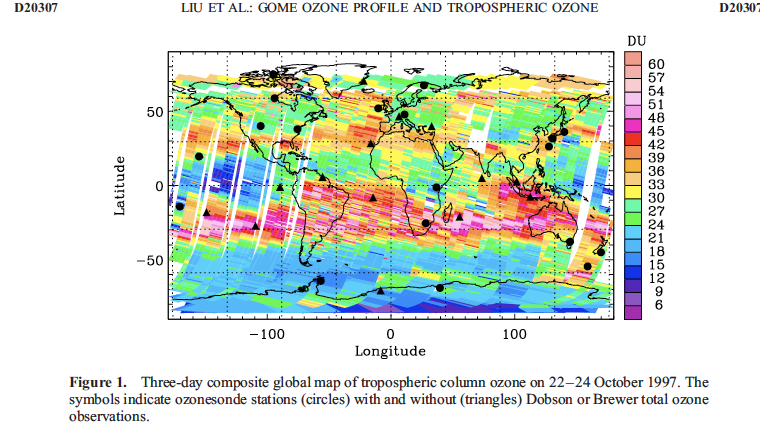 D20307
LIU ET AL.: GOME OZONE PROFILE AND TROPOSPHERIC OZONE
D20307
DU
60
57
54
51
48
45
42
39
36
33
30
27
24
21
18
15
12
9
6
50
0
−50
Latitude
−100
0
100
Longitude
Figure 1. Three-day composite global map of tropospheric column ozone on 22–24 October 1997. The
symbols indicate ozonesonde stations (circles) with and without (triangles) Dobson or Brewer total ozone
observations.